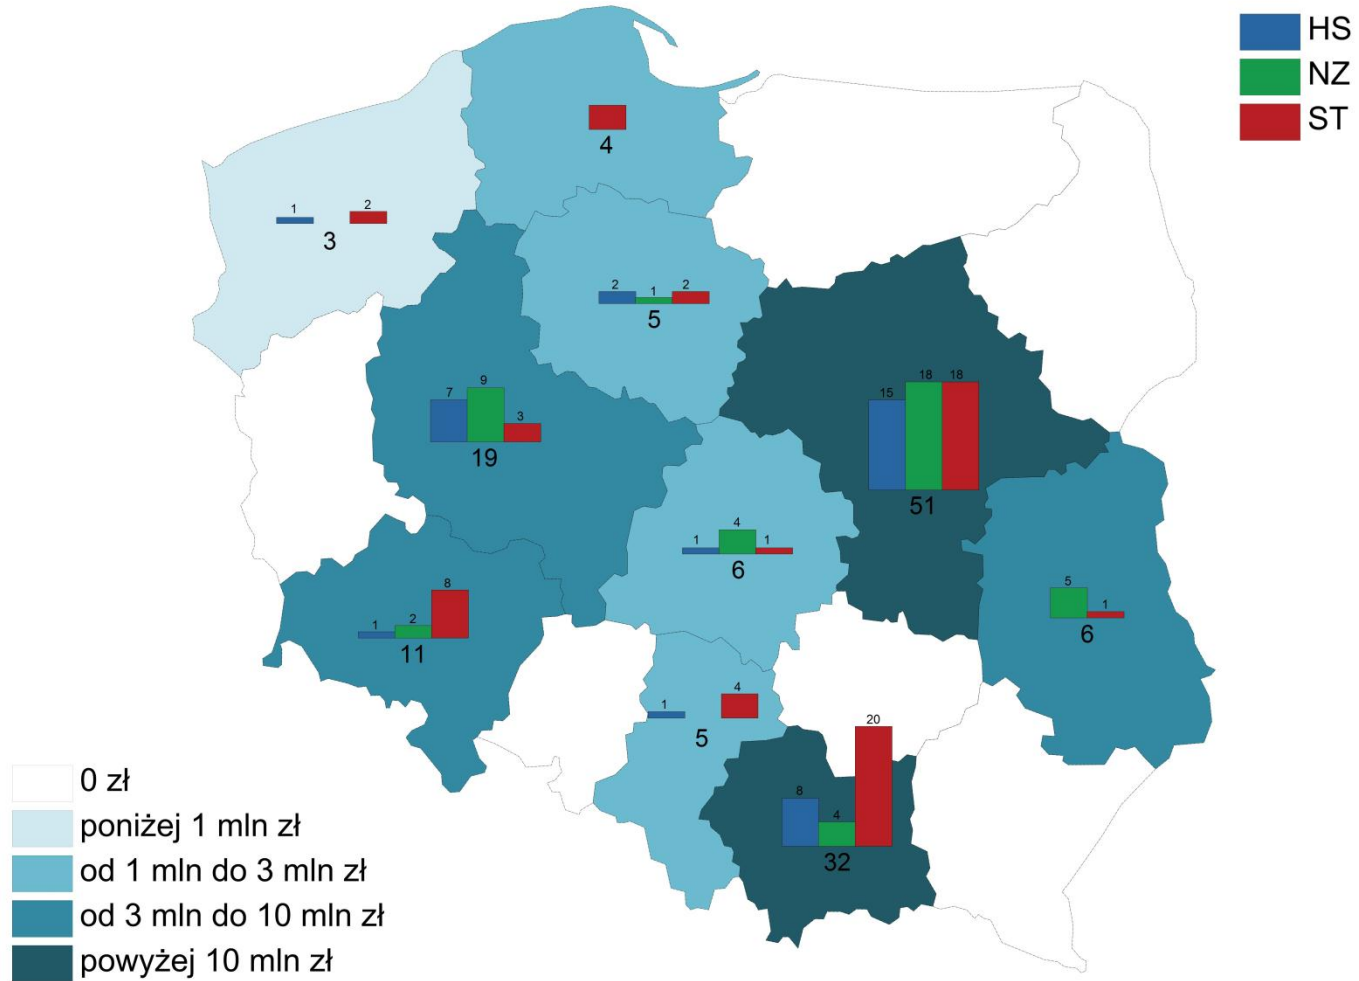 HS
NZ
ST
4
1 2
3
2 1 2
5
7 9 3
19
15 18 18
51
1 4 1
6
5 1
6
1 2 8
11
1 4
5
8 4 20
32
0 zł
poniżej 1 mln zł
od 1 mln do 3 mln zł
od 3 mln do 10 mln zł
powyżej 10 mln zł